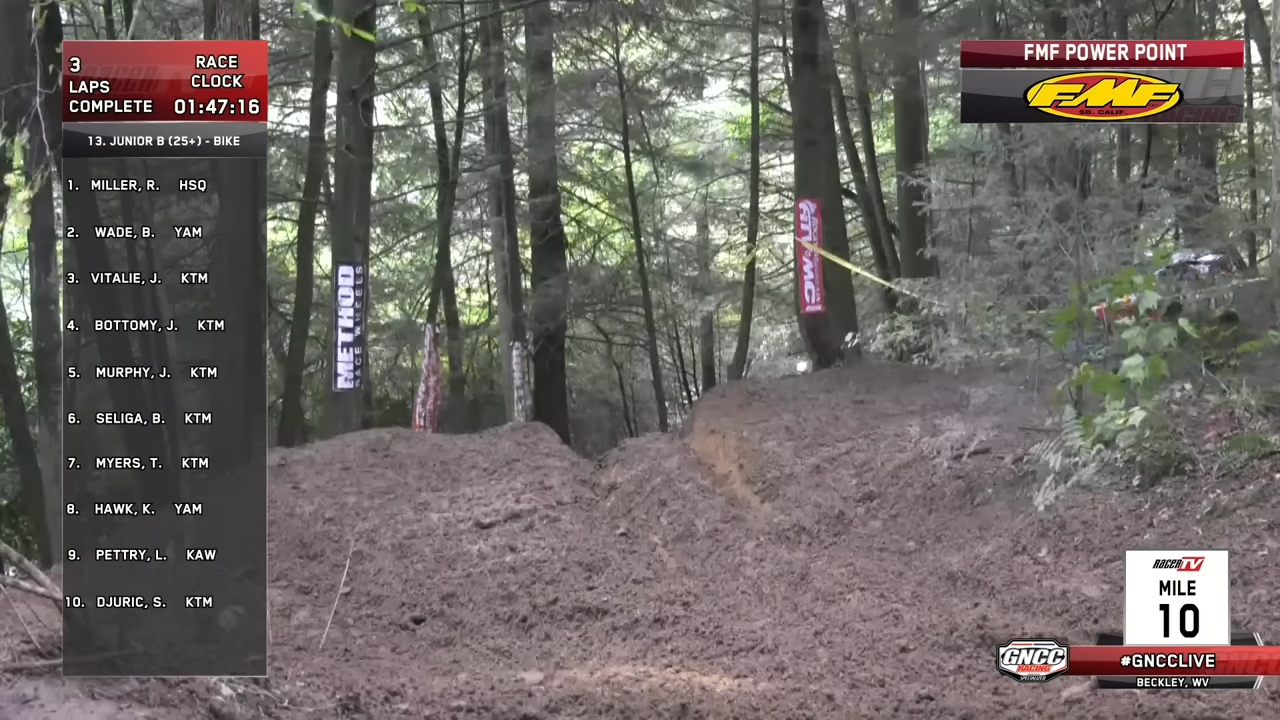 3
LAPS
COMPLETE
RACE
CLOCK
01:47:16
13. JUNIOR B (25+) - BIKE
1. MILLER, R. HSQ
2. WADE, B. YAM
3. VITALIE, J. KTM
4. BOTTOMY, J. KTM
5. MURPHY, J. KTM
6. SELIGA, B. KTM
7. MYERS, T. KTM
8. HAWK, K. YAM
9. PETTRY, L. KAW
10. DJURIC, S. KTM
FMF POWER POINT
FMF
SO. CALIF.
METHOD
RACE WHEELS
RACER TV
MILE
10
GNCC
RACING
SPECIALIZED
#GNCCLIVE
BECKLEY, WV